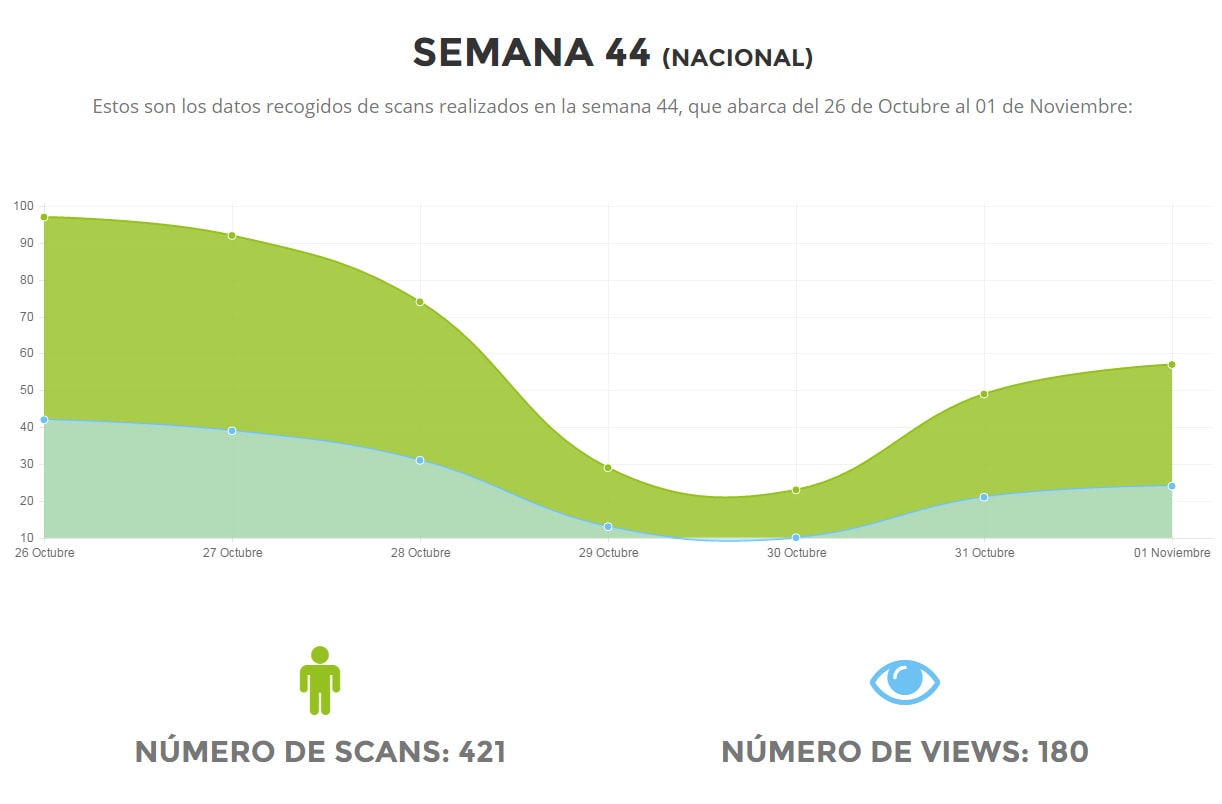 SEMANA 44 (NACIONAL)
Estos son los datos recogidos de scans realizados en la semana 44, que abarca del 26 de Octubre al 01 de Noviembre:
100
90
80
70
60
50
40
30
20
10
26 Octubre 27 Octubre 28 Octubre 29 Octubre 30 Octubre 31 Octubre 01 Noviembre
NÚMERO DE SCANS: 421 NÚMERO DE VIEWS: 180